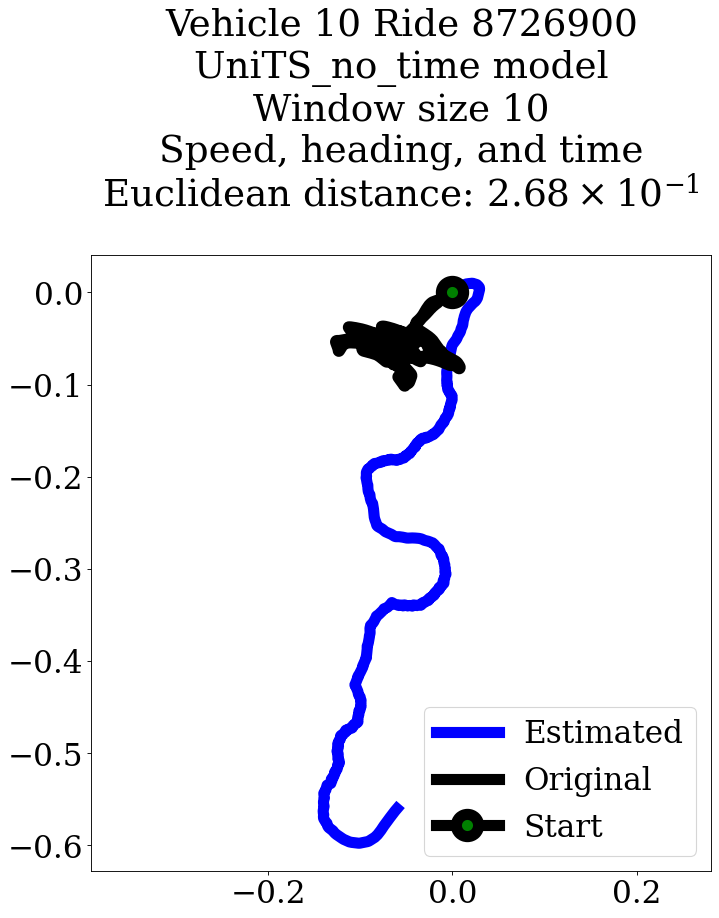 Vehicle 10 Ride 8726900
UniTS_no_time model
Window size 10
Speed, heading, and time
Euclidean distance: 2.68 × 10⁻¹
0.0
−0.1
−0.2
−0.3
−0.4
−0.5
−0.6
−0.2 0.0 0.2
Estimated
Original
Start